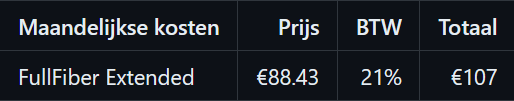 Maandelijkse kosten Prijs BTW Totaal
FullFiber Extended €88.43 21% €107